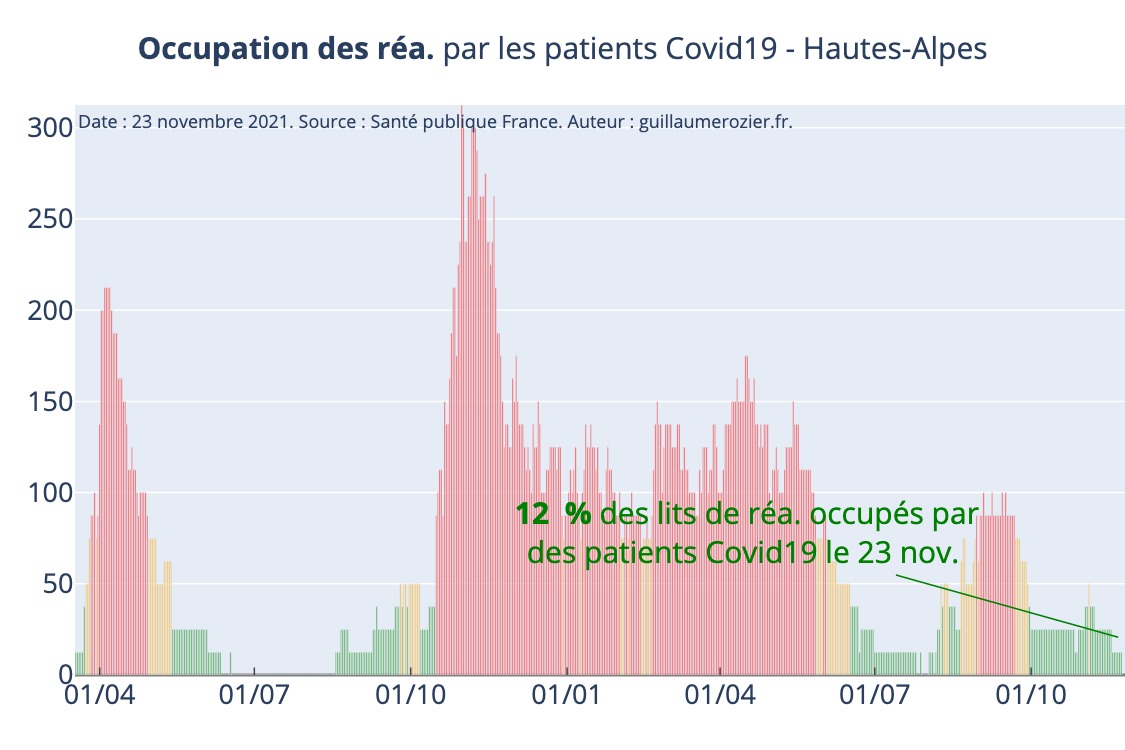 Occupation des réa. par les patients Covid19 - Hautes-Alpes
Date : 23 novembre 2021. Source : Santé publique France. Auteur : guillaumerozier.fr.
300
250
200
150
100
50
0
12 % des lits de réa. occupés par
des patients Covid19 le 23 nov.
01/04 01/07 01/10 01/01 01/04 01/07 01/10